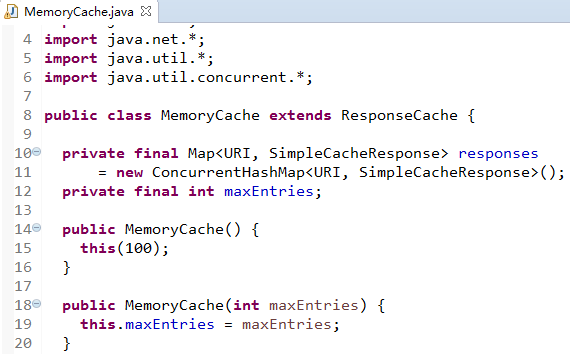 MemoryCache.java
4 import java.net.*;
5 import java.util.*;
6 import java.util.concurrent.*;
7
8 public class MemoryCache extends ResponseCache {
9
10 private final Map<URI, SimpleCacheResponse> responses
11 = new ConcurrentHashMap<URI, SimpleCacheResponse>();
12 private final int maxEntries;
13
14 public MemoryCache() {
15 this(100);
16 }
17
18 public MemoryCache(int maxEntries) {
19 this.maxEntries = maxEntries;
20 }